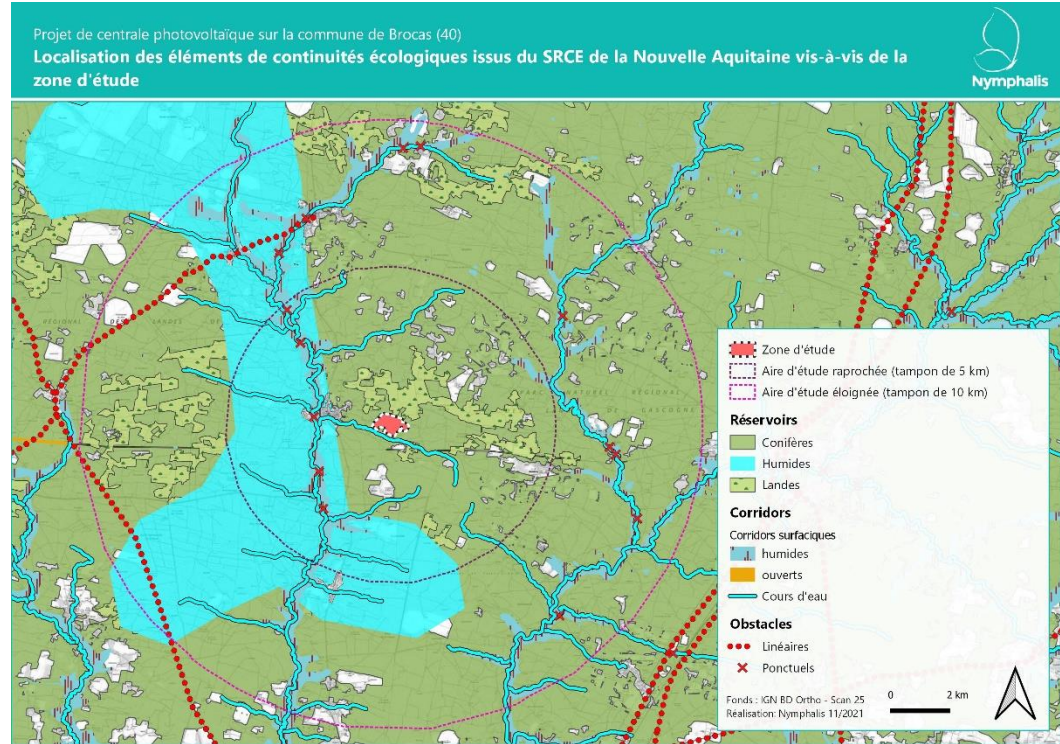 Projet de centrale photovoltaïque sur la commune de Brocas (40)
Localisation des éléments de continuités écologiques issus du SRCE de la Nouvelle Aquitaine vis-à-vis de la
zone d'étude
Nymphalis
Zone d'étude
Aire d'étude raprochée (tampon de 5 km)
Aire d'étude éloignée (tampon de 10 km)
Réservoirs
Conifères
Humides
Landes
Corridors
Corridors surfaciques
humides
ouverts
Cours d'eau
Obstacles
Linéaires
Ponctuels
Fonds : IGN BD Ortho - Scan 25
Réalisation: Nymphalis 11/2021
0 2 km